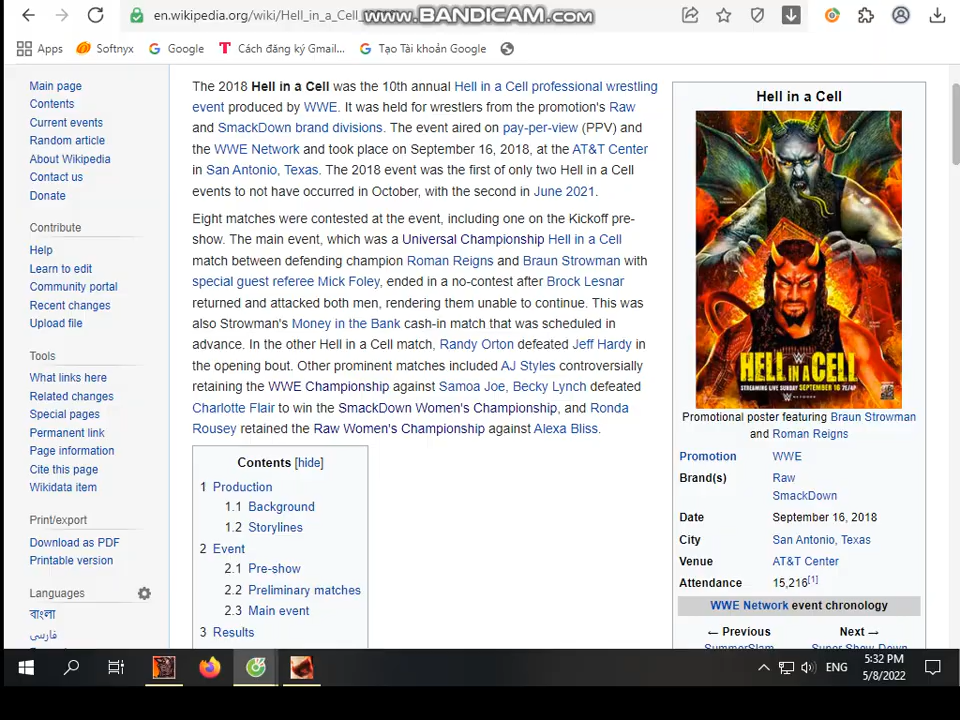 en.wikipedia.org/wiki/Hell_in_a_Cell_
www.BANDICAM.com
Apps
Softnyx
Google
Cách đăng ký Gmail...
Tạo Tài khoản Google
Main page
Contents
Current events
Random article
About Wikipedia
Contact us
Donate
Contribute
Help
Learn to edit
Community portal
Recent changes
Upload file
Tools
What links here
Related changes
Special pages
Permanent link
Page information
Cite this page
Wikidata item
Print/export
Download as PDF
Printable version
Languages
বাংলা
فارسی
The 2018 Hell in a Cell was the 10th annual Hell in a Cell professional wrestling
event produced by WWE. It was held for wrestlers from the promotion's Raw
and SmackDown brand divisions. The event aired on pay-per-view (PPV) and
the WWE Network and took place on September 16, 2018, at the AT&T Center
in San Antonio, Texas. The 2018 event was the first of only two Hell in a Cell
events to not have occurred in October, with the second in June 2021.
Eight matches were contested at the event, including one on the Kickoff pre-
show. The main event, which was a Universal Championship Hell in a Cell
match between defending champion Roman Reigns and Braun Strowman with
special guest referee Mick Foley, ended in a no-contest after Brock Lesnar
returned and attacked both men, rendering them unable to continue. This was
also Strowman's Money in the Bank cash-in match that was scheduled in
advance. In the other Hell in a Cell match, Randy Orton defeated Jeff Hardy in
the opening bout. Other prominent matches included AJ Styles controversially
retaining the WWE Championship against Samoa Joe, Becky Lynch defeated
Charlotte Flair to win the SmackDown Women's Championship, and Ronda
Rousey retained the Raw Women's Championship against Alexa Bliss.
Contents [hide]
1 Production
1.1 Background
1.2 Storylines
2 Event
2.1 Pre-show
2.2 Preliminary matches
2.3 Main event
3 Results
Hell in a Cell
HELL IN A CELL
STREAMING LIVE SUNDAY SEPTEMBER 16 7E/4P
NETWORK
Promotional poster featuring Braun Strowman
and Roman Reigns
Promotion WWE
Brand(s) Raw
SmackDown
Date September 16, 2018
City San Antonio, Texas
Venue AT&T Center
Attendance 15,216[1]
WWE Network event chronology
← Previous Next →
SummerSlam Super Show-Down
ENG
5:32 PM
5/8/2022